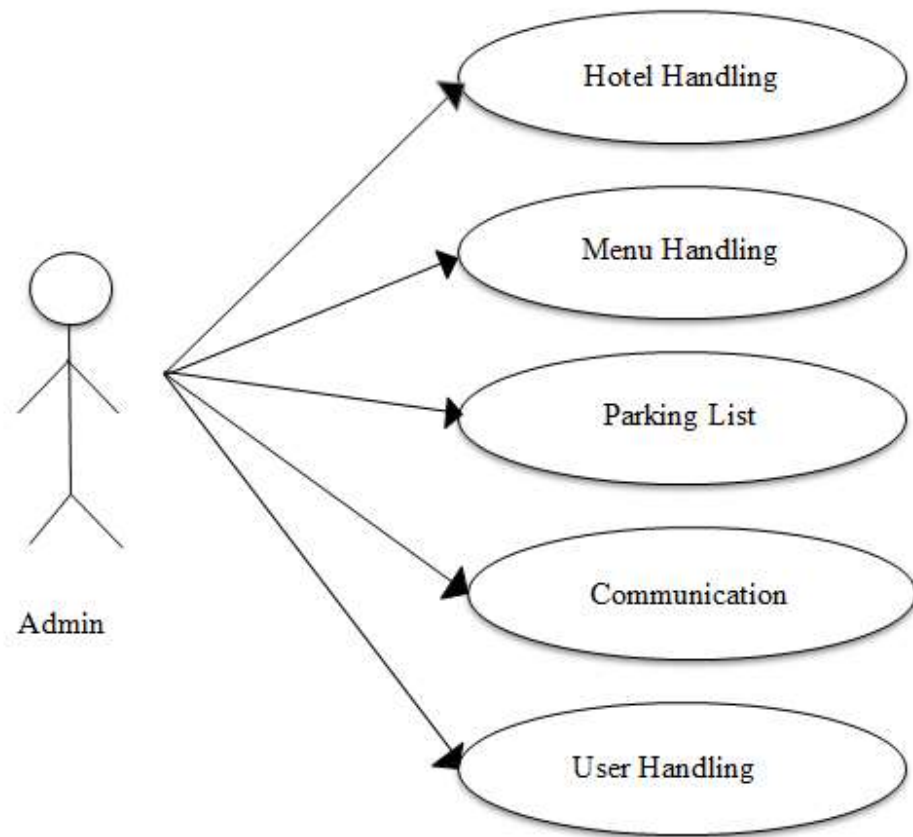 Hotel Handling
Menu Handling
Parking List
Communication
Admin
User Handling